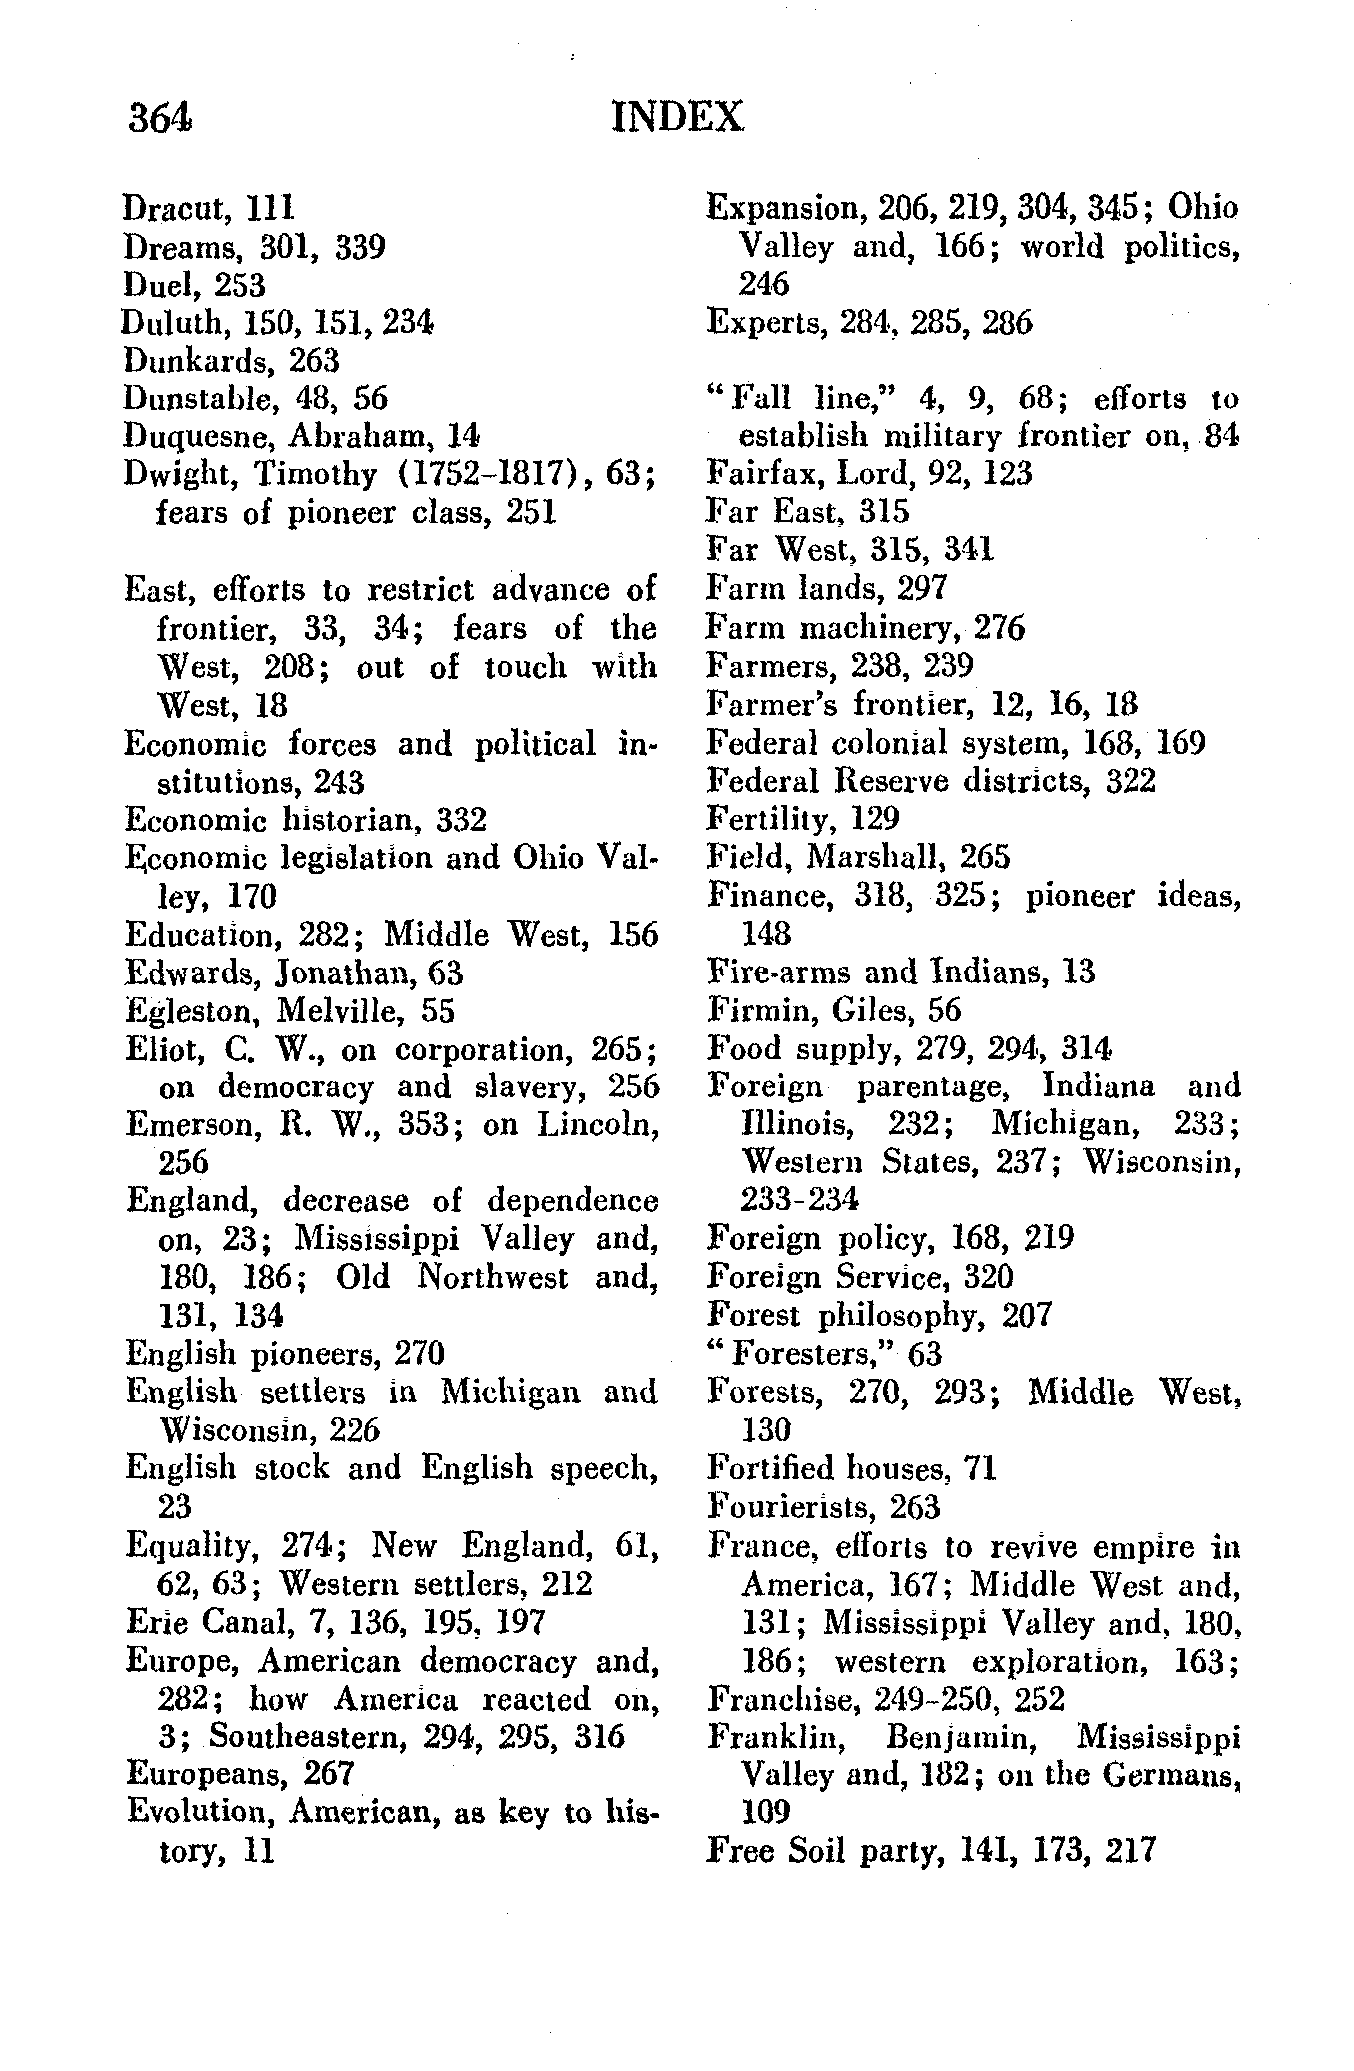 364
INDEX
Dracut, 111
Dreams, 301, 339
Duel, 253
Duluth, 150, 151, 234
Dunkards, 263
Dunstable, 48, 56
Duquesne, Abraham, 14
Dwight, Timothy (1752-1817), 63;
fears of pioneer class, 251
East, efforts to restrict advance of
frontier, 33, 34; fears of the
West, 208; out of touch with
West, 18
Economic forces and political in-
stitutions, 243
Economic historian, 332
Economic legislation and Ohio Val-
ley, 170
Education, 282; Middle West, 156
Edwards, Jonathan, 63
Egleston, Melville, 55
Eliot, C. W., on corporation, 265;
on democracy and slavery, 256
Emerson, R. W., 353; on Lincoln,
256
England, decrease of dependence
on, 23; Mississippi Valley and,
180, 186; Old Northwest and,
131, 134
English pioneers, 270
English settlers in Michigan and
Wisconsin, 226
English stock and English speech,
23
Equality, 274; New England, 61,
62, 63; Western settlers, 212
Erie Canal, 7, 136, 195, 197
Europe, American democracy and,
282; how America reacted on,
3; Southeastern, 294, 295, 316
Europeans, 267
Evolution, American, as key to his-
tory, 11
Expansion, 206, 219, 304, 345; Ohio
Valley and, 166; world politics,
246
Experts, 284, 285, 286
"Fall line," 4, 9, 68; efforts to
establish military frontier on, 84
Fairfax, Lord, 92, 123
Far East, 315
Far West, 315, 341
Farm lands, 297
Farm machinery, 276
Farmers, 238, 239
Farmer's frontier, 12, 16, 18
Federal colonial system, 168, 169
Federal Reserve districts, 322
Fertility, 129
Field, Marshall, 265
Finance, 318, 325; pioneer ideas,
148
Fire-arms and Indians, 13
Firmin, Giles, 56
Food supply, 279, 294, 314
Foreign parentage, Indiana and
Illinois, 232; Michigan, 233;
Western States, 237; Wisconsin,
233-234
Foreign policy, 168, 219
Foreign Service, 320
Forest philosophy, 207
"Foresters," 63
Forests, 270, 293; Middle West,
130
Fortified houses, 71
Fourierists, 263
France, efforts to revive empire in
America, 167; Middle West and,
131; Mississippi Valley and, 180,
186; western exploration, 163;
Franchise, 249-250, 252
Franklin, Benjamin, Mississippi
Valley and, 182; on the Germans,
109
Free Soil party, 141, 173, 217